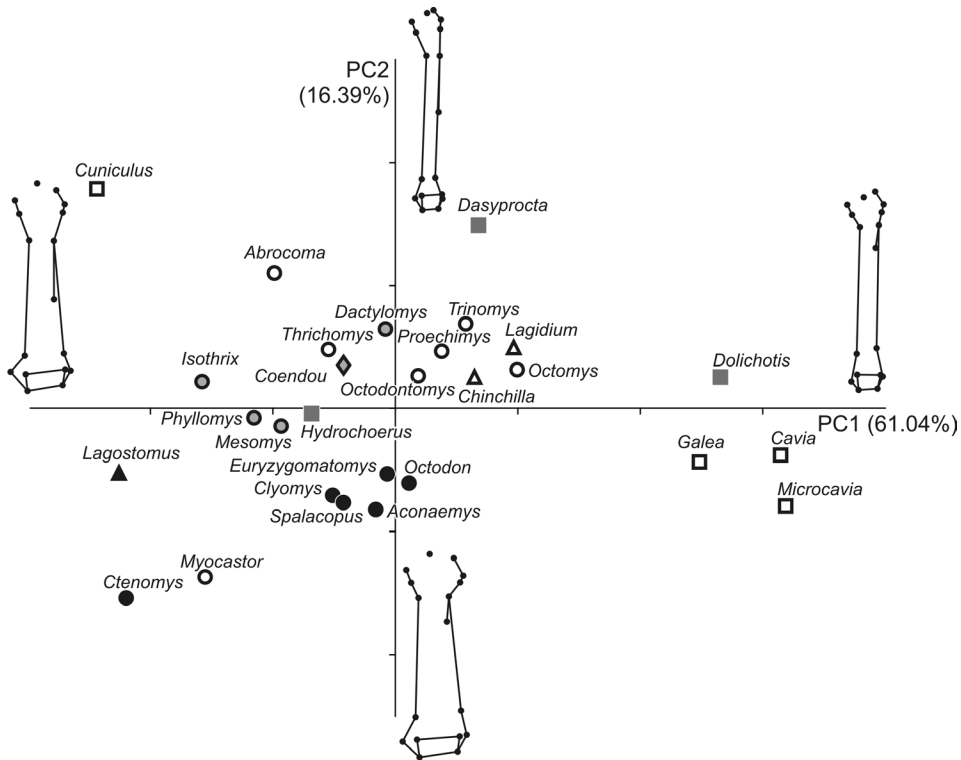 PC2
(16.39%)
Cuniculus
Dasyprocta
Abrocoma
Dactylomys
Trinomys
Thrichomys
Proechimys
Lagidium
Isothrix
Coendou
Octomys
Dolichotis
Octodontomys
Chinchilla
Phyllomys
PC1 (61.04%)
Mesomys
Hydrochoerus
Galea
Cavia
Lagostomus
Euryzygomatomys
Octodon
Clyomys
Microcavia
Spalacopus
Aconaemys
Myocastor
Ctenomys